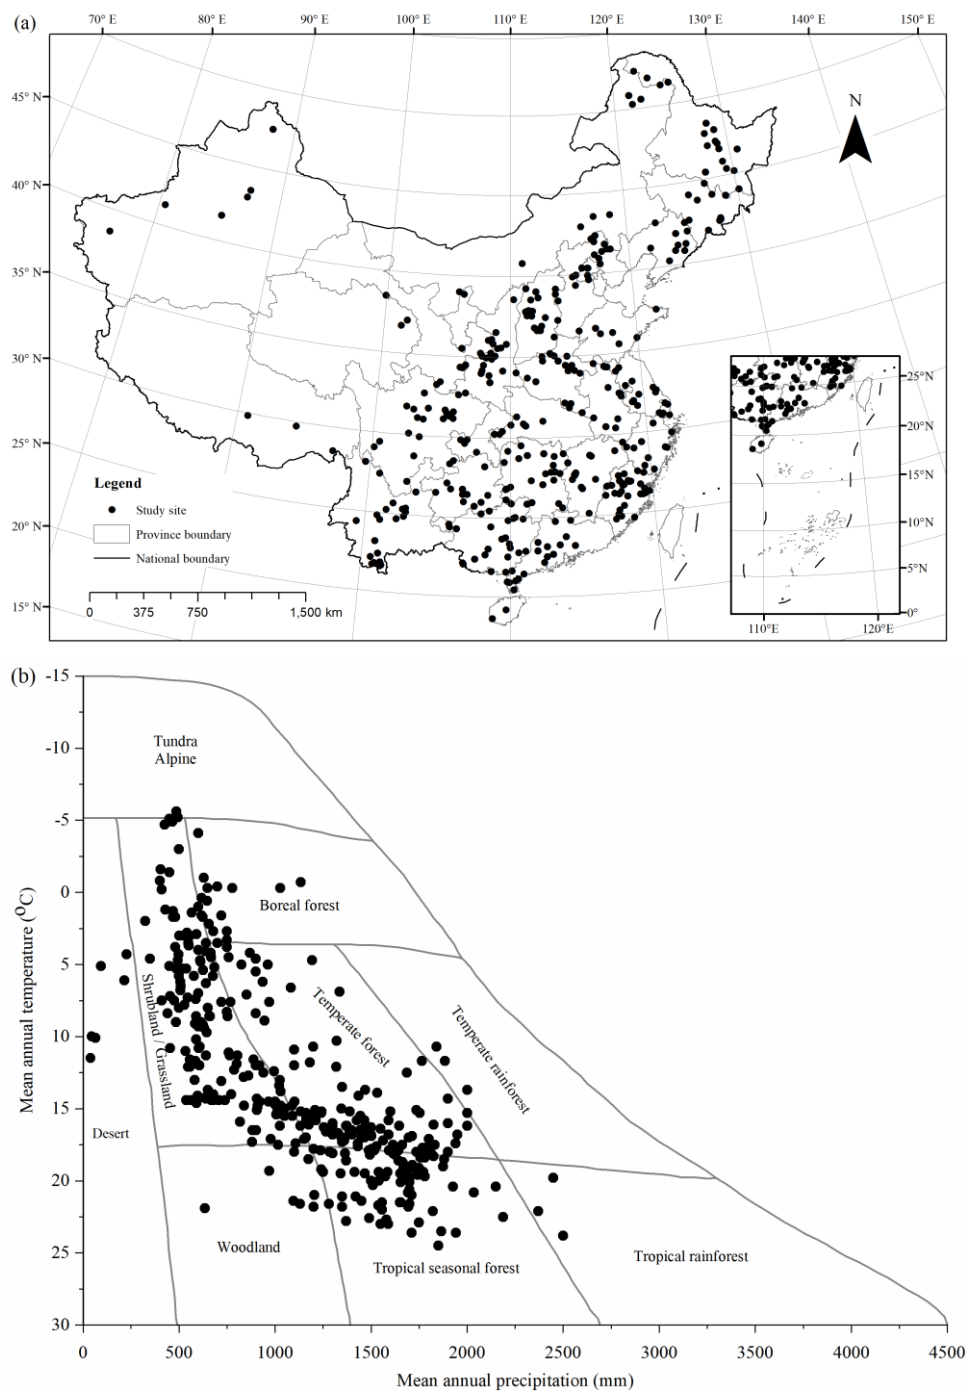 (a)
70° E 80° E 90° E 100° E 110° E 120° E 130° E 140° E 150° E
45° N
40° N
35° N
30° N
25° N
20° N
15° N
N
Legend
Study site
Province boundary
National boundary
0 375 750 1,500 km
25°N
20°N
15°N
10°N
5°N
0°
110°E 120°E
(b)
Mean annual temperature (°C)
-15
-10
-5
0
5
10
15
20
25
30
Tundra
Alpine
Boreal forest
Shrubland / Grassland
Temperate forest
Temperate rainforest
Desert
Woodland
Tropical seasonal forest
Tropical rainforest
0 500 1000 1500 2000 2500 3000 3500 4000 4500
Mean annual precipitation (mm)